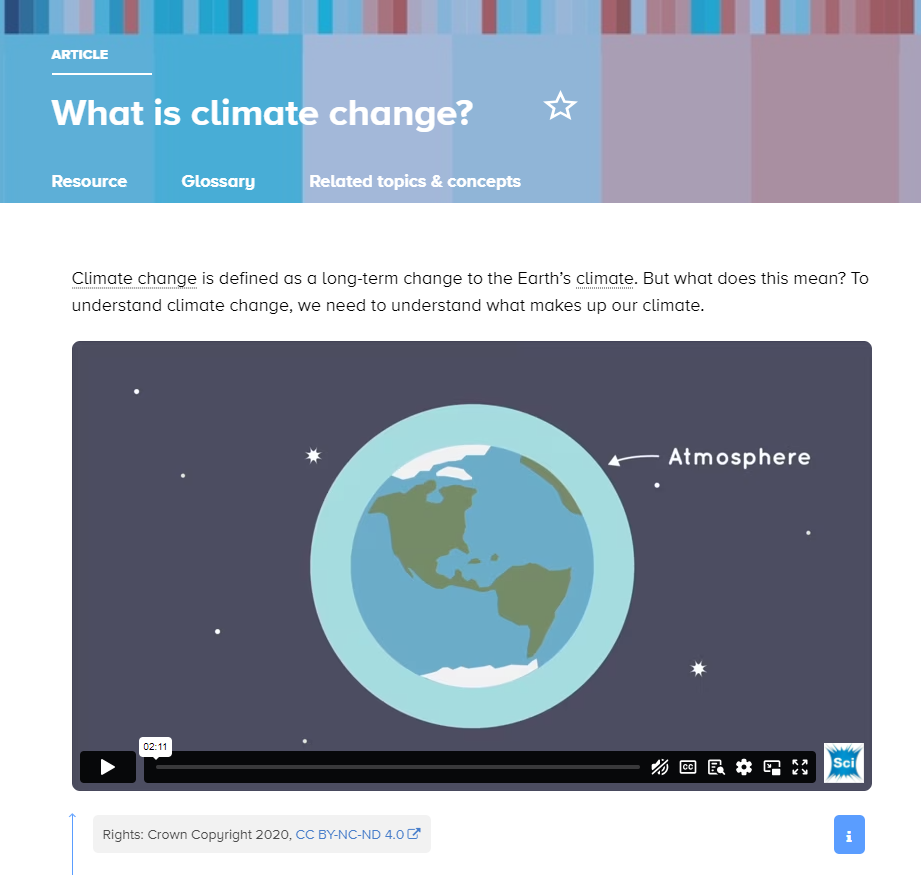 ARTICLE
What is climate change?
Resource Glossary Related topics & concepts
Climate change is defined as a long-term change to the Earth’s climate. But what does this mean? To
understand climate change, we need to understand what makes up our climate.
Atmosphere
02:11
CC
Sci
Rights: Crown Copyright 2020, CC BY-NC-ND 4.0
i